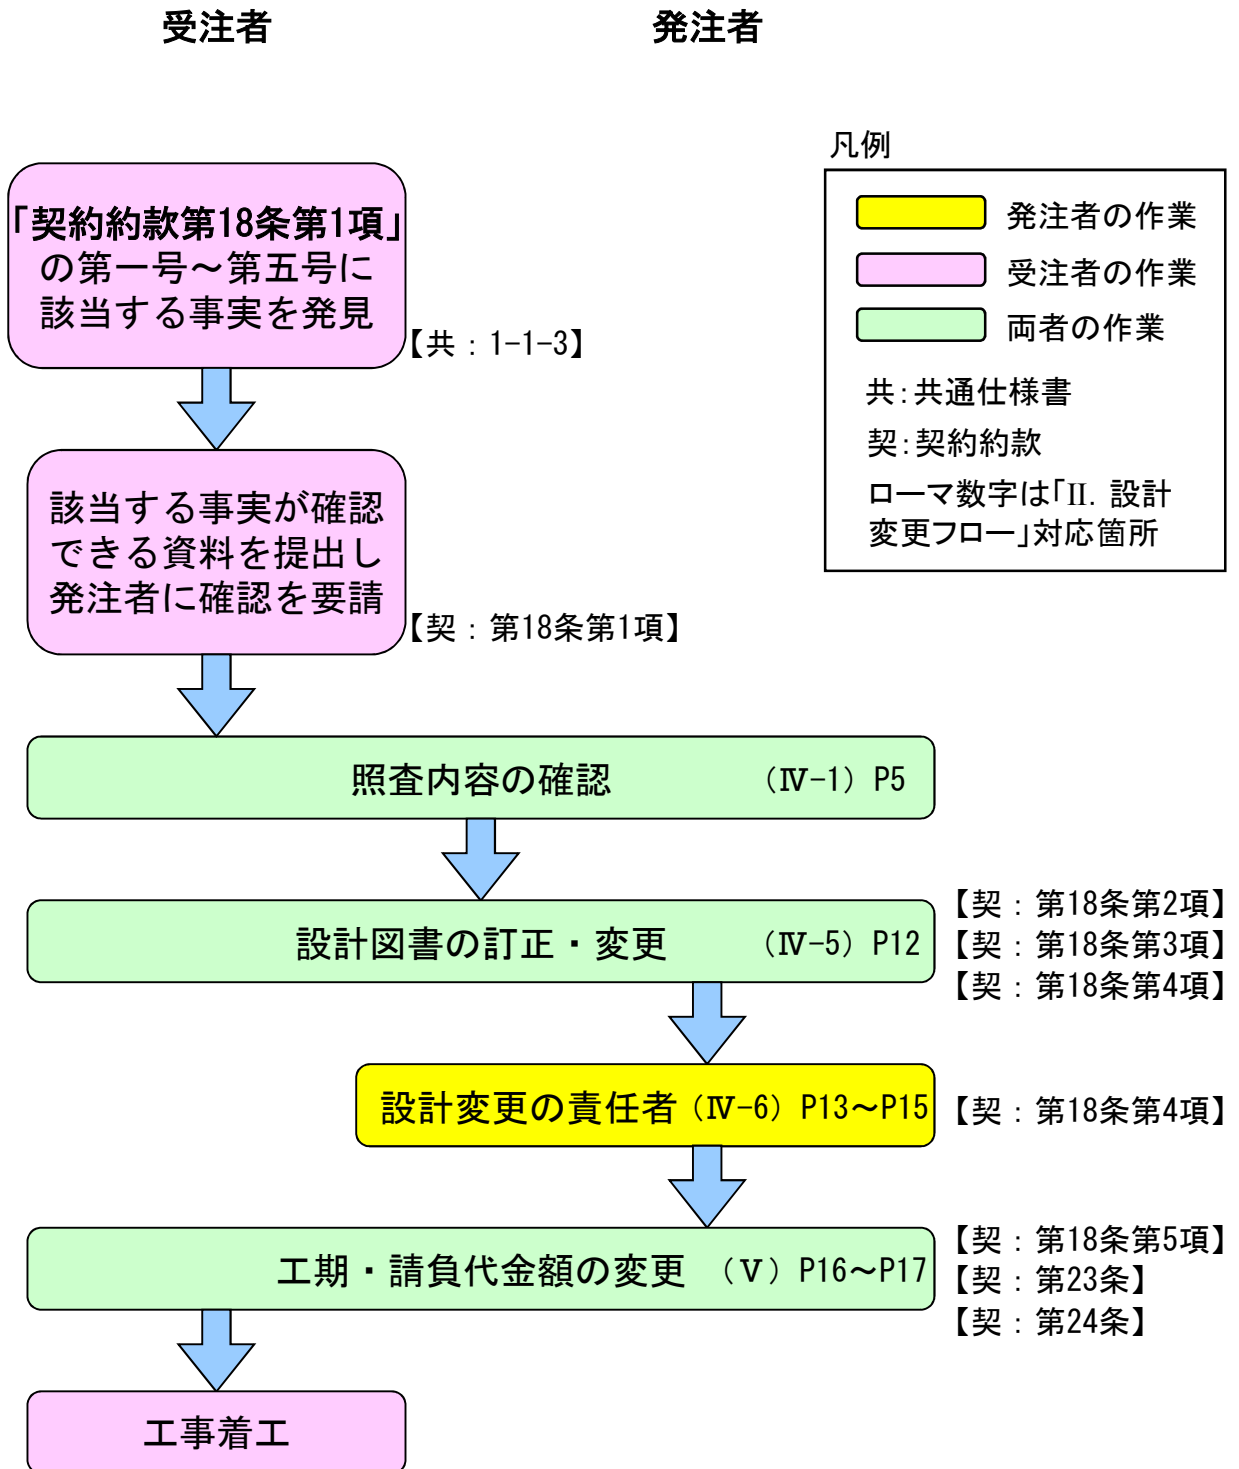 受注者
発注者
凡例
発注者の作業
受注者の作業
両者の作業
共：共通仕様書
契：契約約款
ローマ数字は「Ⅱ．設計
変更フロー」対応箇所
「契約約款第18条第1項」
の第一号～第五号に
該当する事実を発見
【共：1-1-3】
該当する事実が確認
できる資料を提出し
発注者に確認を要請
【契：第18条第1項】
照査内容の確認　（Ⅳ-1）P5
設計図書の訂正・変更　（Ⅳ-5）P12
【契：第18条第2項】
【契：第18条第3項】
【契：第18条第4項】
設計変更の責任者（Ⅳ-6）P13～P15
【契：第18条第4項】
工期・請負代金額の変更　（Ⅴ）P16～P17
【契：第18条第5項】
【契：第23条】
【契：第24条】
工事着工